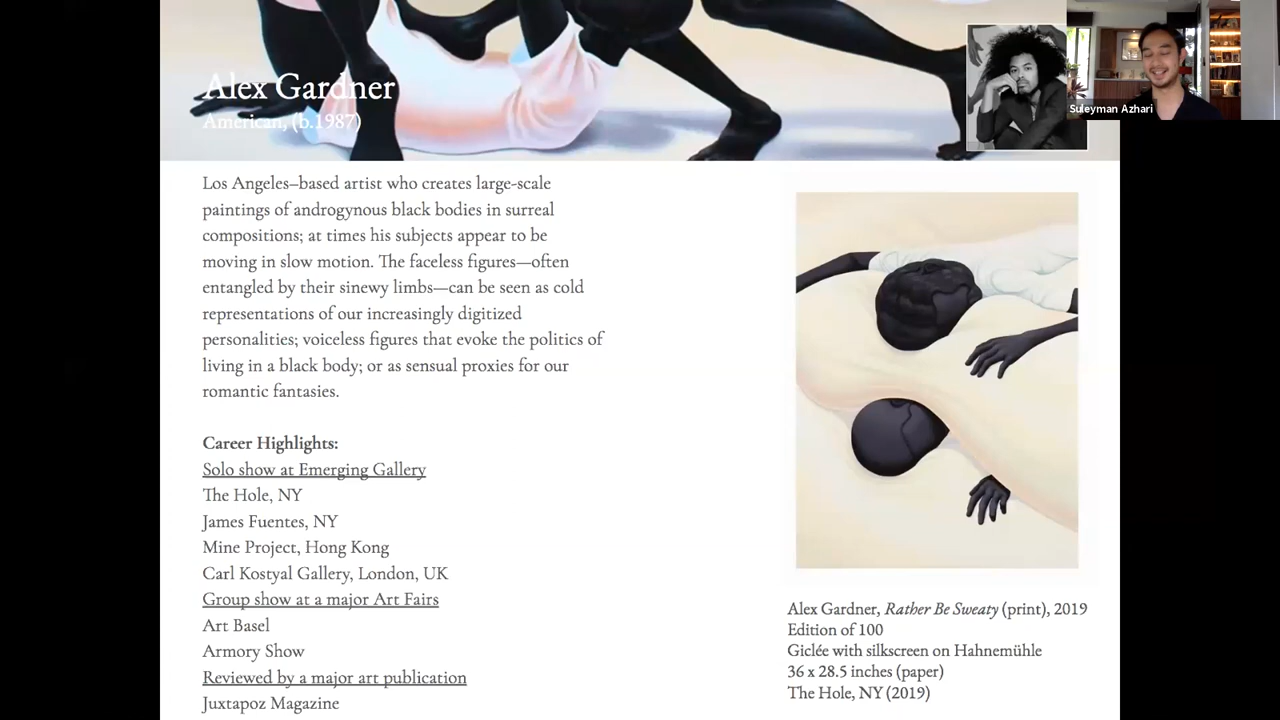 Alex Gardner
American, (b.1987)
Suleyman Azhari
Los Angeles–based artist who creates large-scale
paintings of androgynous black bodies in surreal
compositions; at times his subjects appear to be
moving in slow motion. The faceless figures—often
entangled by their sinewy limbs—can be seen as cold
representations of our increasingly digitized
personalities; voiceless figures that evoke the politics of
living in a black body; or as sensual proxies for our
romantic fantasies.
Career Highlights:
Solo show at Emerging Gallery
The Hole, NY
James Fuentes, NY
Mine Project, Hong Kong
Carl Kostyal Gallery, London, UK
Group show at a major Art Fairs
Art Basel
Armory Show
Reviewed by a major art publication
Juxtapoz Magazine
Alex Gardner, Rather Be Sweaty (print), 2019
Edition of 100
Giclée with silkscreen on Hahnemühle
36 x 28.5 inches (paper)
The Hole, NY (2019)